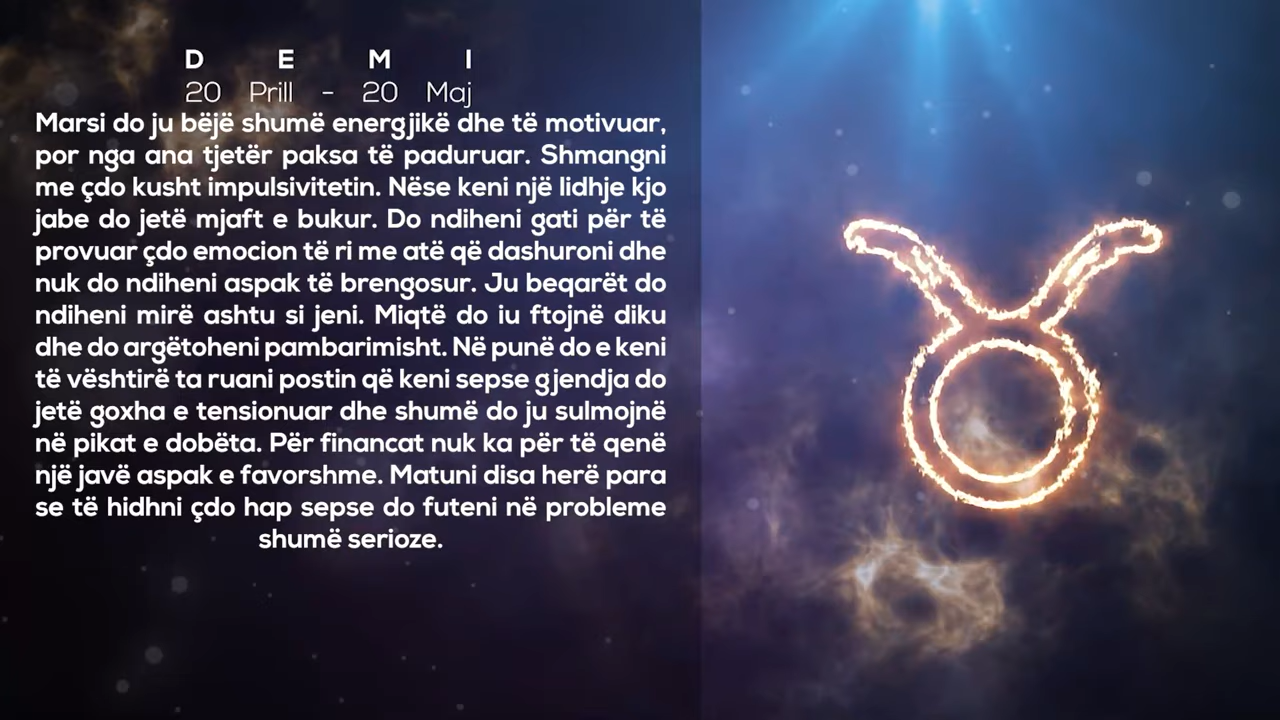 D E M I
20 Prill - 20 Maj
Marsi do ju bëjë shumë energjikë dhe të motivuar,
por nga ana tjetër paksa të paduruar. Shmangni
me çdo kusht impulsivitetin. Nëse keni një lidhje kjo
jabe do jetë mjaft e bukur. Do ndiheni gati për të
provuar çdo emocion të ri me atë që dashuroni dhe
nuk do ndiheni aspak të brengosur. Ju beqarët do
ndiheni mirë ashtu si jeni. Miqtë do iu ftojnë diku
dhe do argëtoheni pambarimisht. Në punë do e keni
të vështirë ta ruani postin që keni sepse gjendja do
jetë goxha e tensionuar dhe shumë do ju sulmojnë
në pikat e dobëta. Për financat nuk ka për të qenë
një javë aspak e favorshme. Matuni disa herë para
se të hidhni çdo hap sepse do futeni në probleme
shumë serioze.